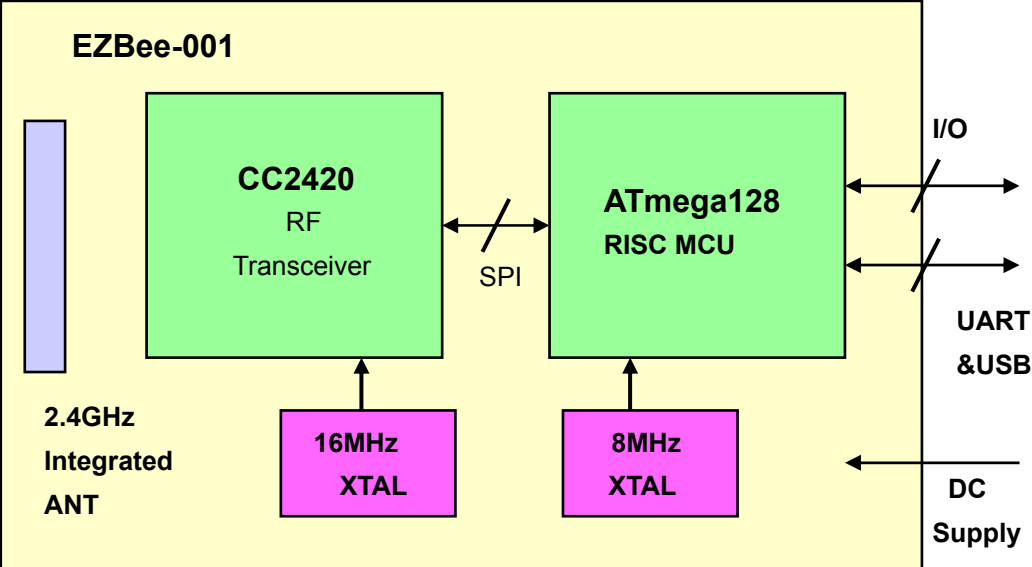 EZBee-001
CC2420
RF
Transceiver
SPI
ATmega128
RISC MCU
I/O
UART
&USB
2.4GHz
Integrated
ANT
16MHz
XTAL
8MHz
XTAL
DC
Supply